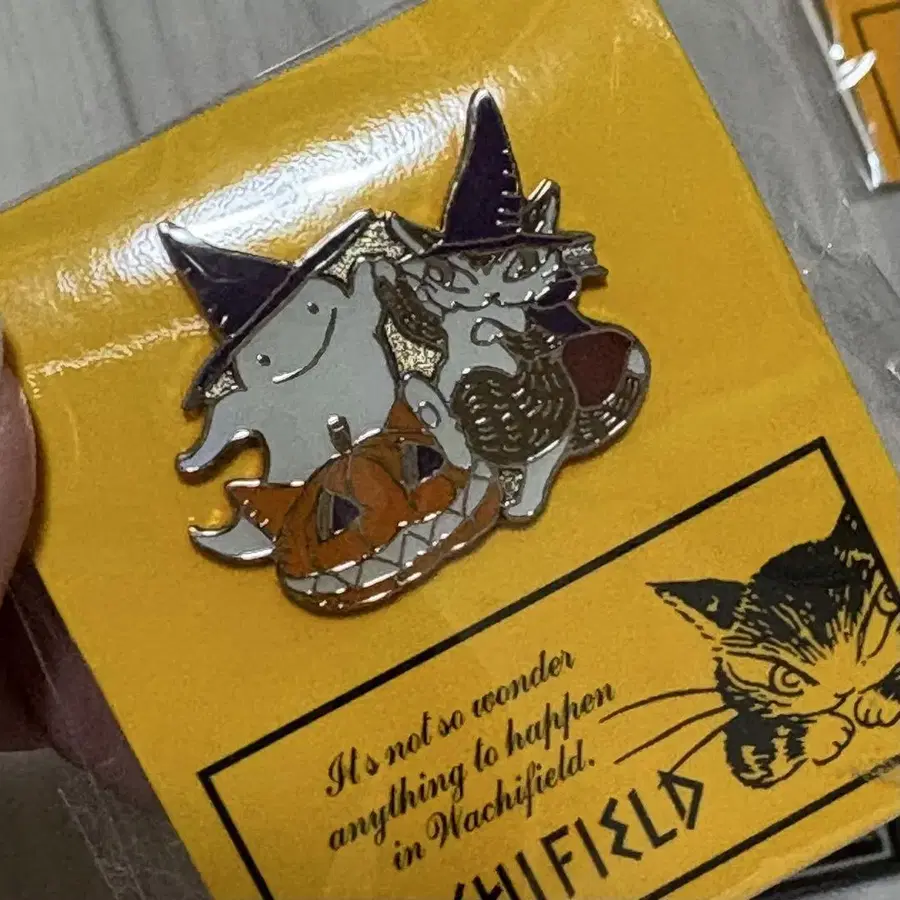 It's not so wonder
anything to happen
in Wachifield.
CHIFIELD